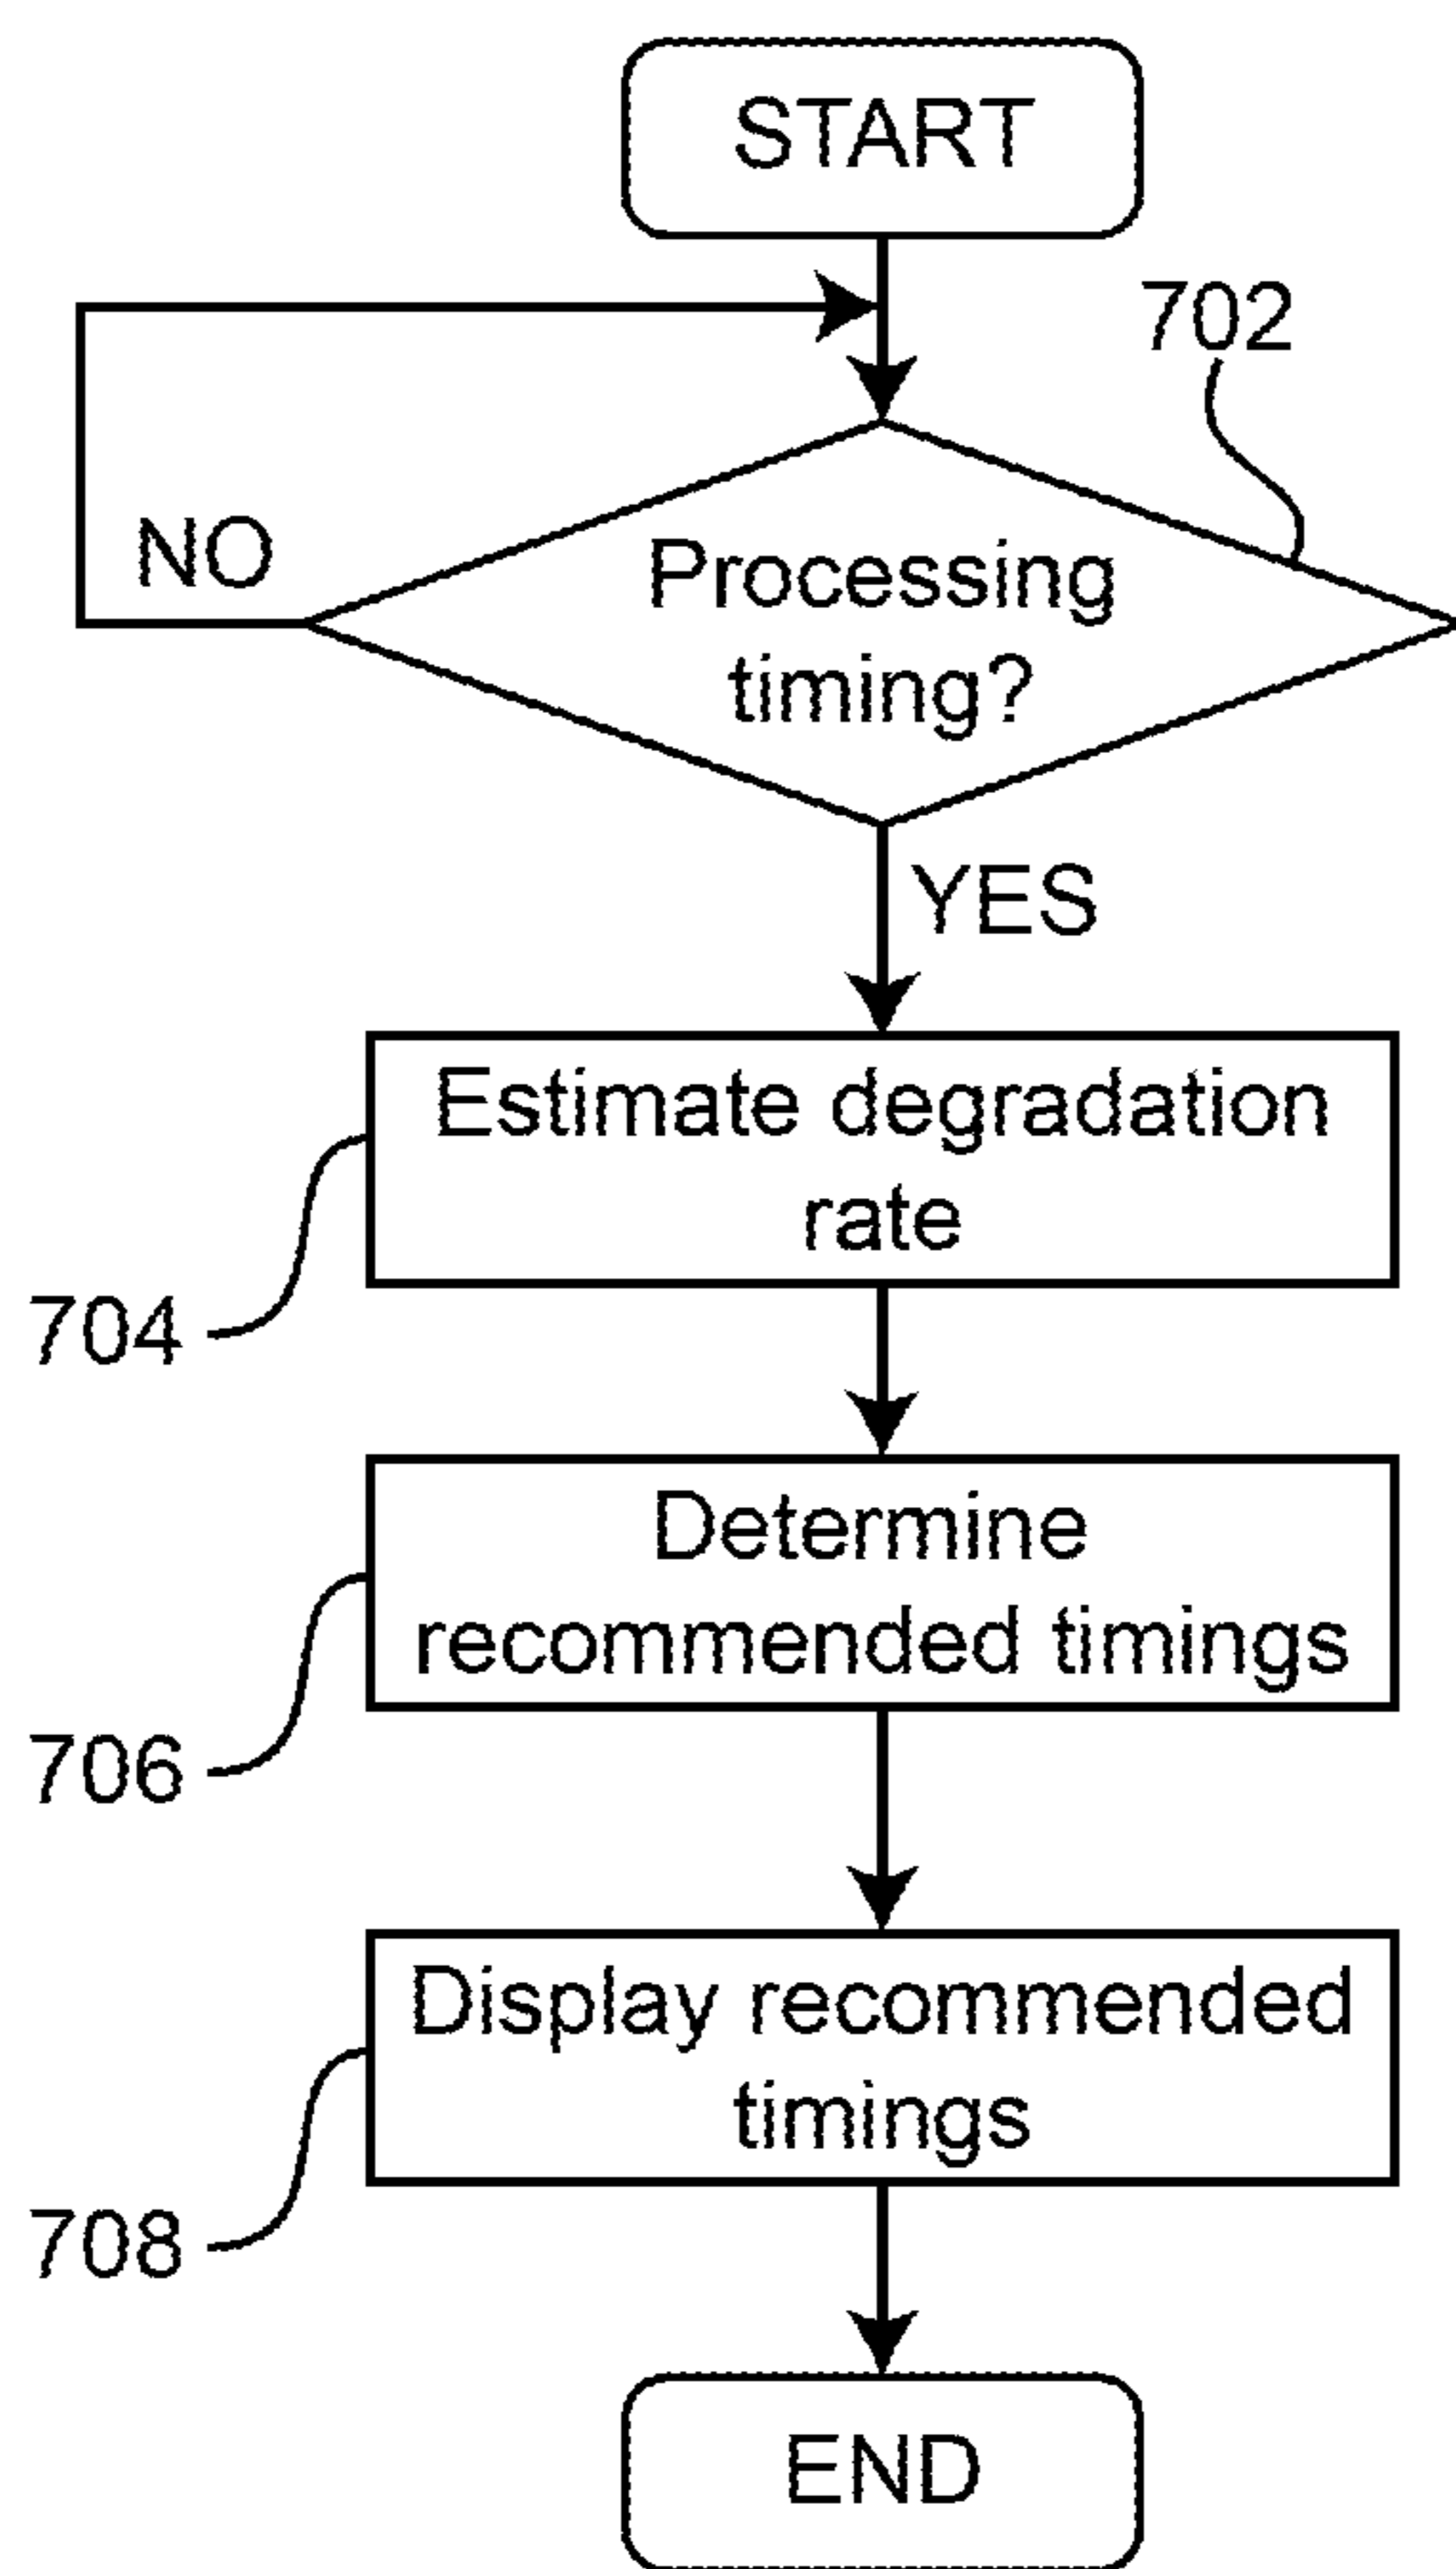 START
702
NO
Processing
timing?
YES
Estimate degradation
rate
704
Determine
recommended timings
706
Display recommended
timings
708
END